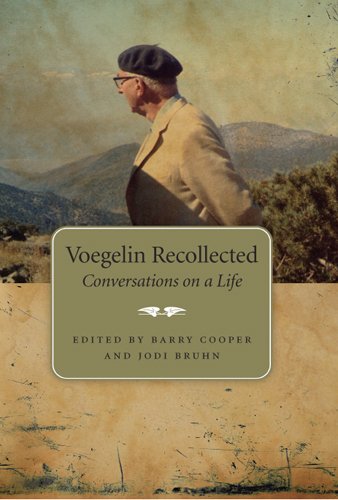 Voegelin Recollected
Conversations on a Life
EDITED BY BARRY COOPER
AND JODI BRUHN